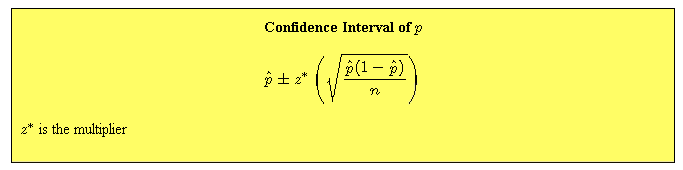 Confidence Interval of p
p̂ ± z* (√(p̂(1 − p̂)/n))
z* is the multiplier